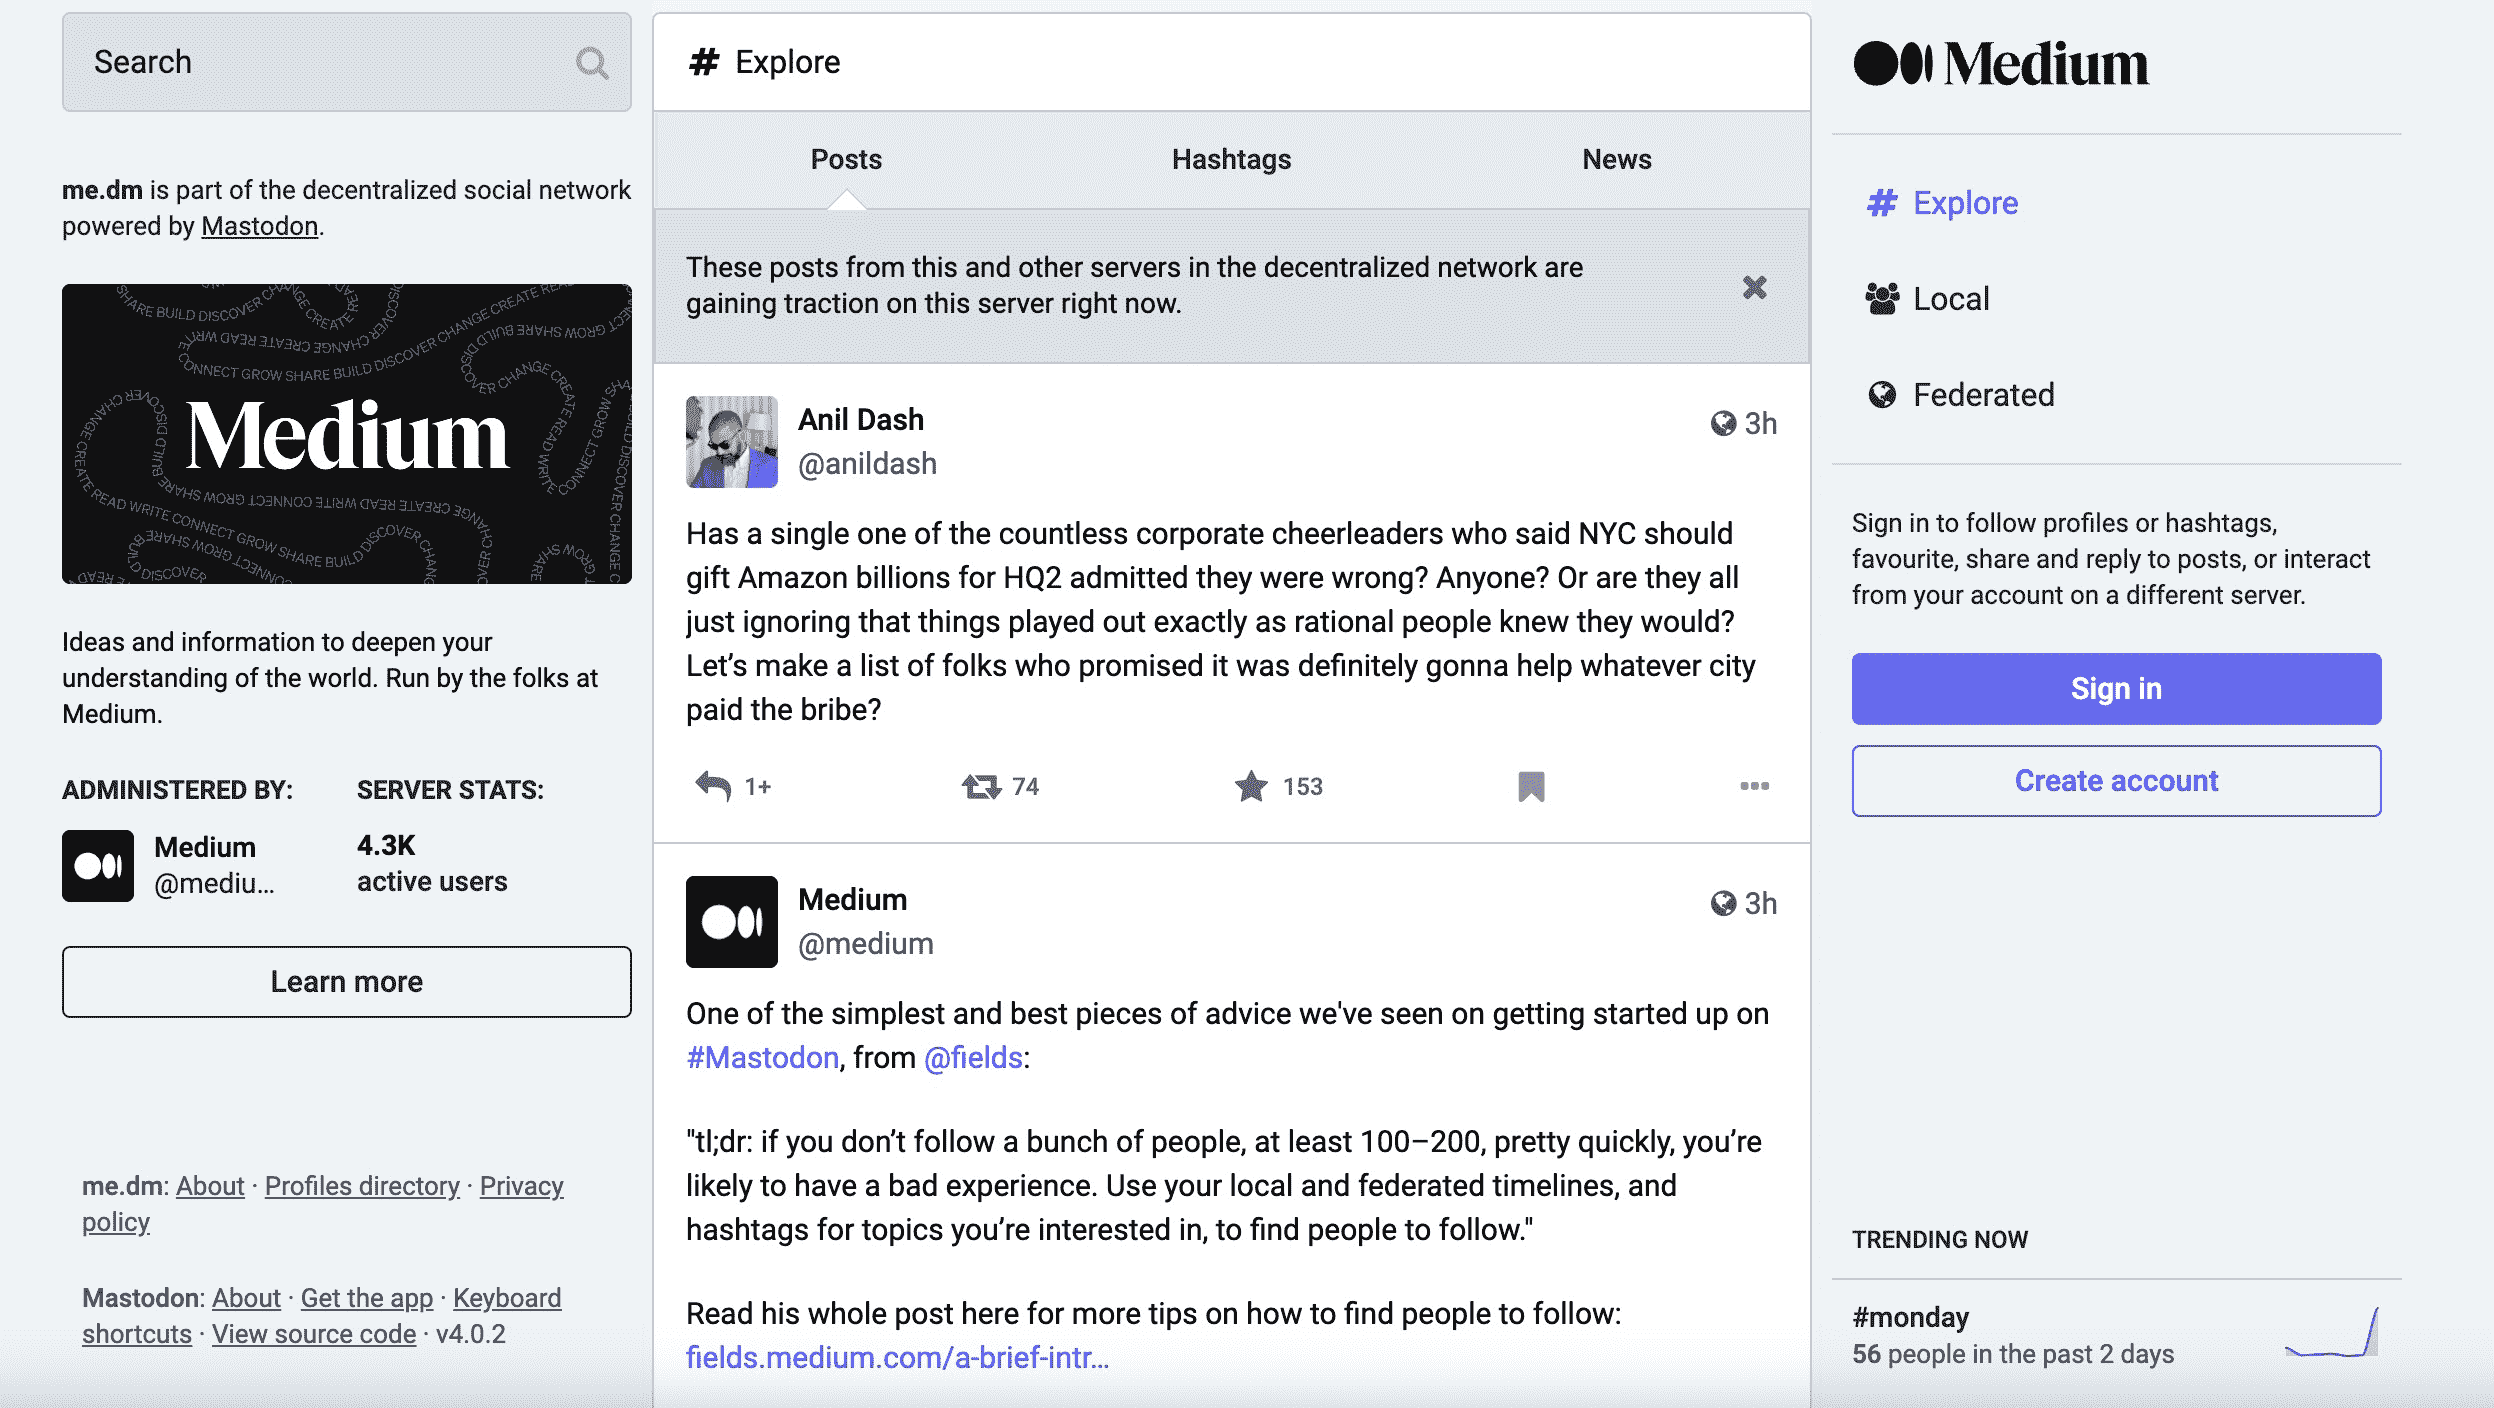 Search
me.dm is part of the decentralized social network
powered by Mastodon.
Medium
Ideas and information to deepen your
understanding of the world. Run by the folks at
Medium.
ADMINISTERED BY:
Medium
@mediu...
SERVER STATS:
4.3K
active users
Learn more
me.dm: About · Profiles directory · Privacy
policy
Mastodon: About · Get the app · Keyboard
shortcuts · View source code · v4.0.2
# Explore
Posts
Hashtags
News
These posts from this and other servers in the decentralized network are
gaining traction on this server right now.
Anil Dash
@anildash
3h
Has a single one of the countless corporate cheerleaders who said NYC should
gift Amazon billions for HQ2 admitted they were wrong? Anyone? Or are they all
just ignoring that things played out exactly as rational people knew they would?
Let’s make a list of folks who promised it was definitely gonna help whatever city
paid the bribe?
1+
74
153
Medium
@medium
3h
One of the simplest and best pieces of advice we've seen on getting started up on
#Mastodon, from @fields:
"tl;dr: if you don’t follow a bunch of people, at least 100–200, pretty quickly, you’re
likely to have a bad experience. Use your local and federated timelines, and
hashtags for topics you’re interested in, to find people to follow."
Read his whole post here for more tips on how to find people to follow:
fields.medium.com/a-brief-intr...
Medium
# Explore
Local
Federated
Sign in to follow profiles or hashtags,
favourite, share and reply to posts, or interact
from your account on a different server.
Sign in
Create account
TRENDING NOW
#monday
56 people in the past 2 days